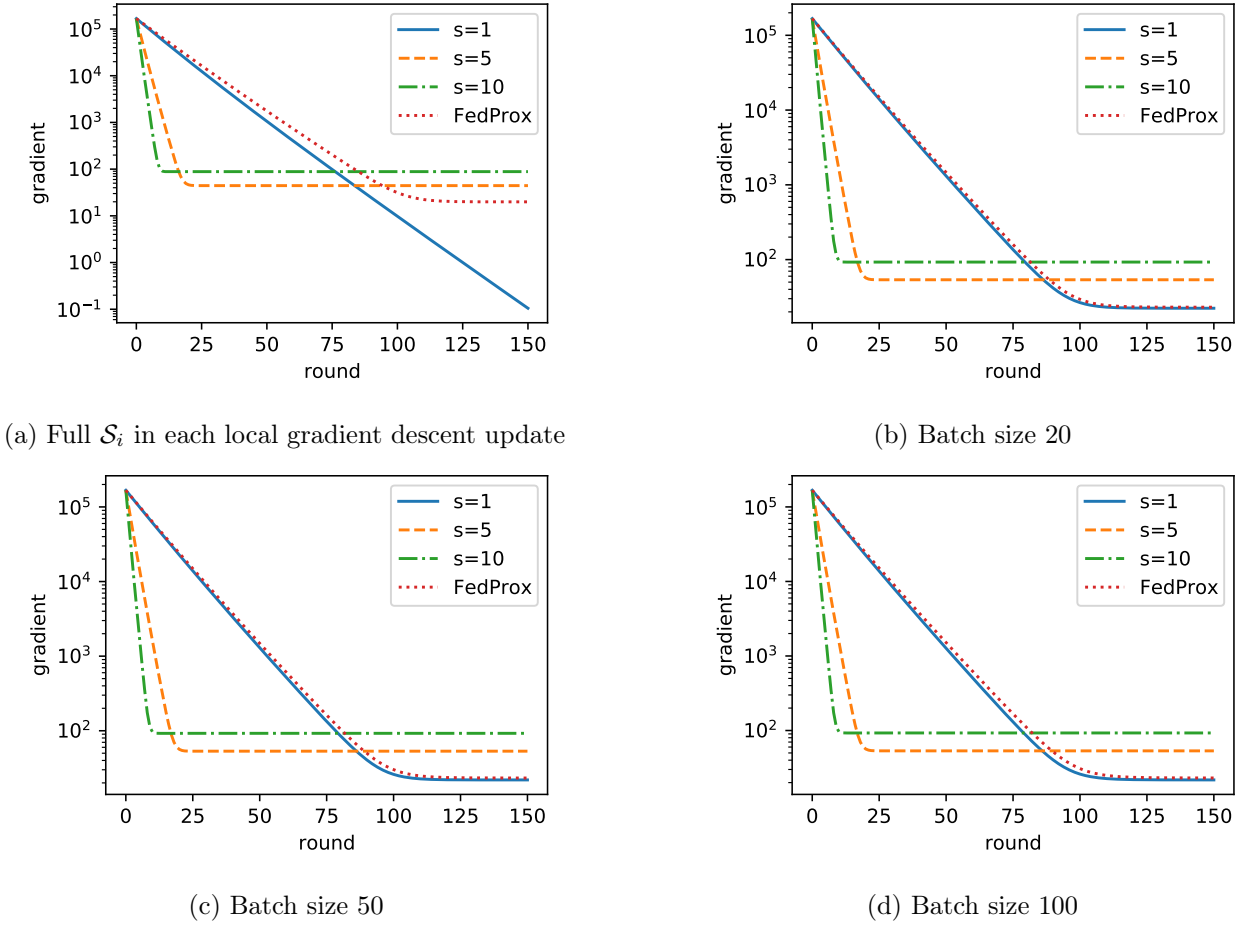 10^5
10^4
10^3
10^2
10^1
10^0
10^{-1}
gradient
0 25 50 75 100 125 150
round
s=1
s=5
s=10
FedProx
(a) Full $\mathcal{S}_i$ in each local gradient descent update
10^5
10^4
10^3
10^2
gradient
0 25 50 75 100 125 150
round
s=1
s=5
s=10
FedProx
(b) Batch size 20
10^5
10^4
10^3
10^2
gradient
0 25 50 75 100 125 150
round
s=1
s=5
s=10
FedProx
(c) Batch size 50
10^5
10^4
10^3
10^2
gradient
0 25 50 75 100 125 150
round
s=1
s=5
s=10
FedProx
(d) Batch size 100